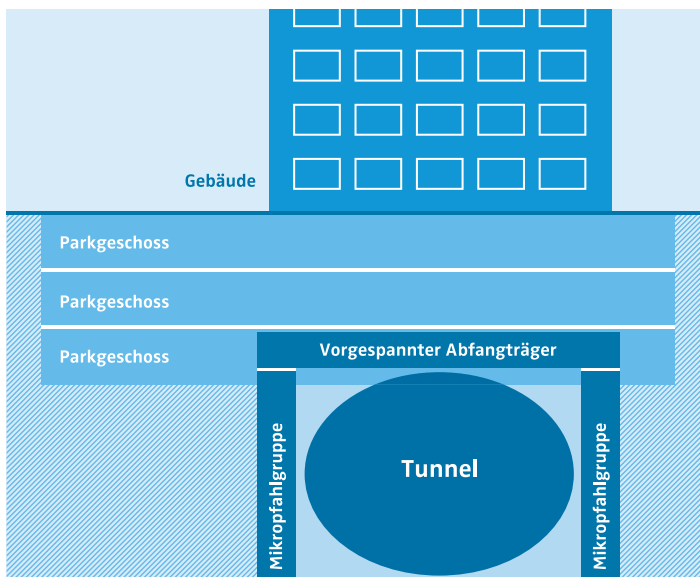 Gebäude
Parkgeschoss
Parkgeschoss
Parkgeschoss
Vorgespannter Abfangträger
Mikropfahlgruppe
Tunnel
Mikropfahlgruppe